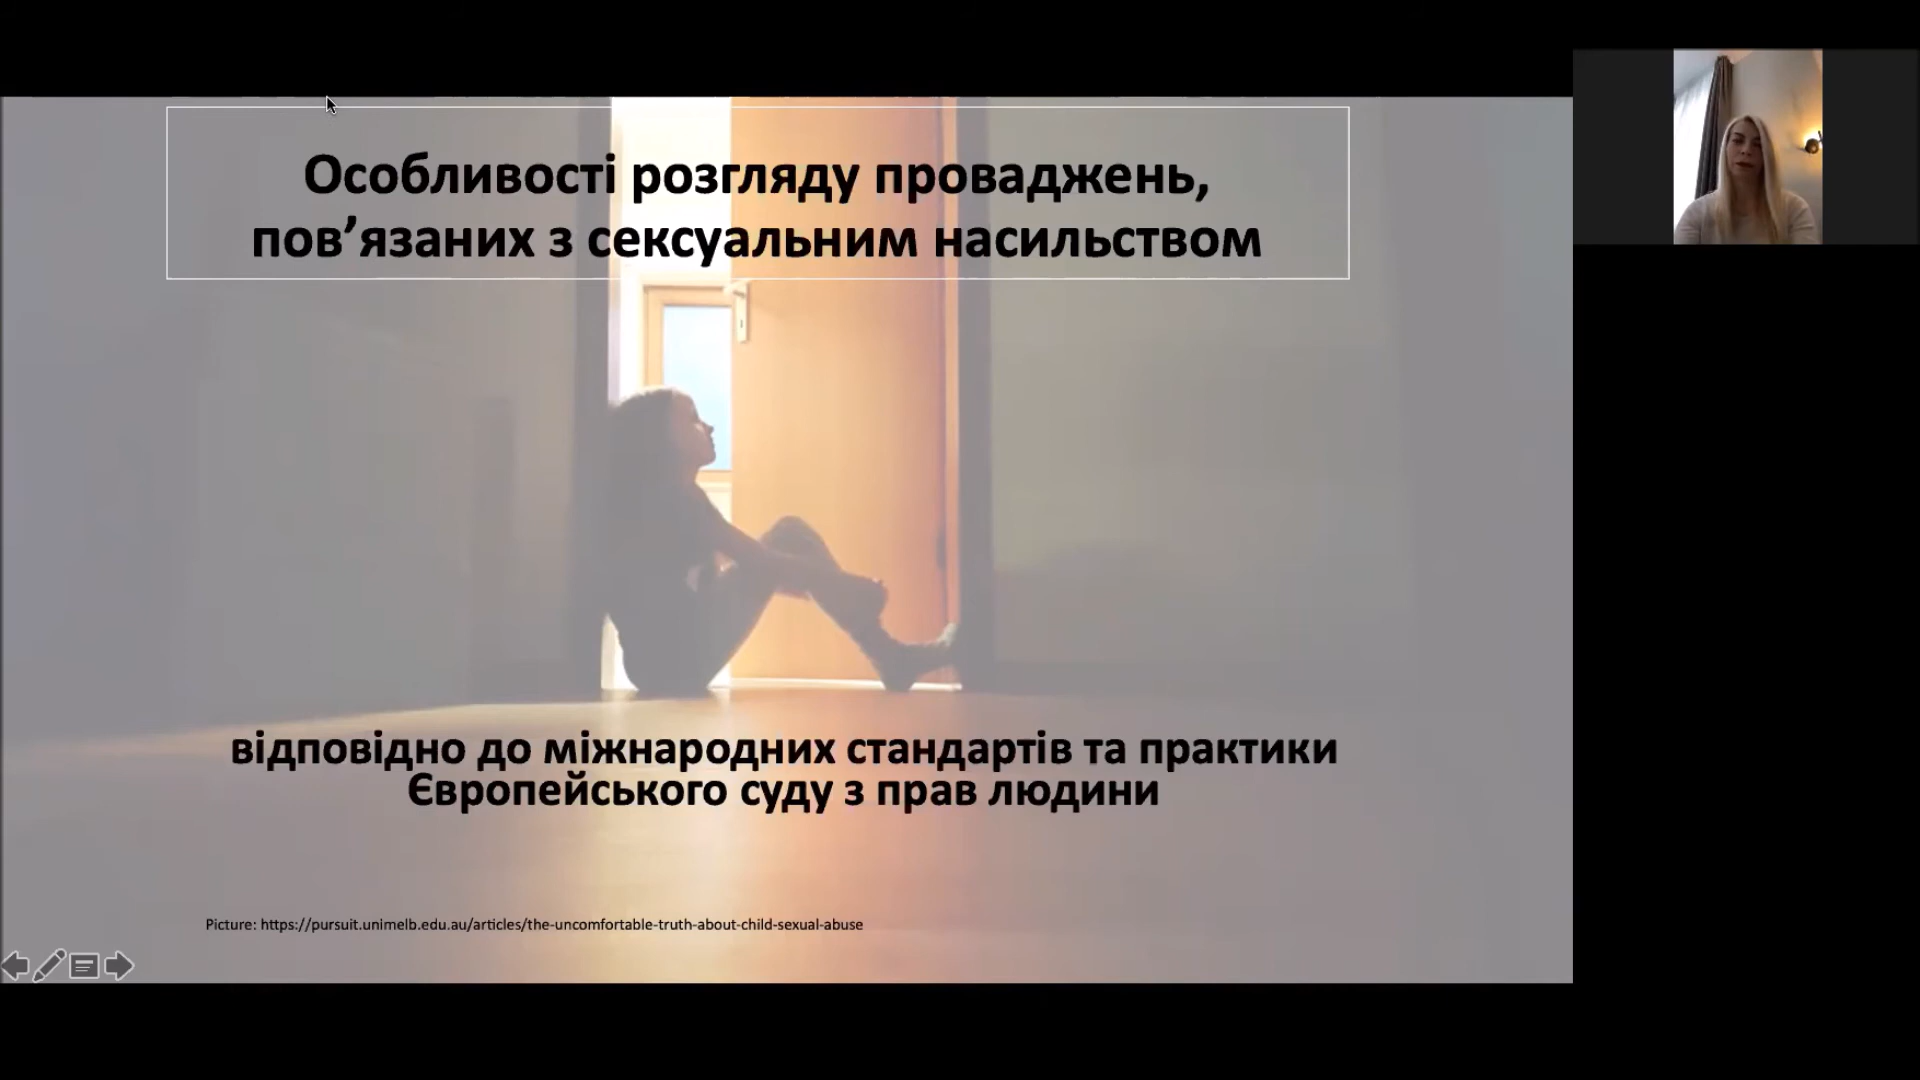 Особливості розгляду проваджень,
пов’язаних з сексуальним насильством
відповідно до міжнародних стандартів та практики
Європейського суду з прав людини
Picture: https://pursuit.unimelb.edu.au/articles/the-uncomfortable-truth-about-child-sexual-abuse